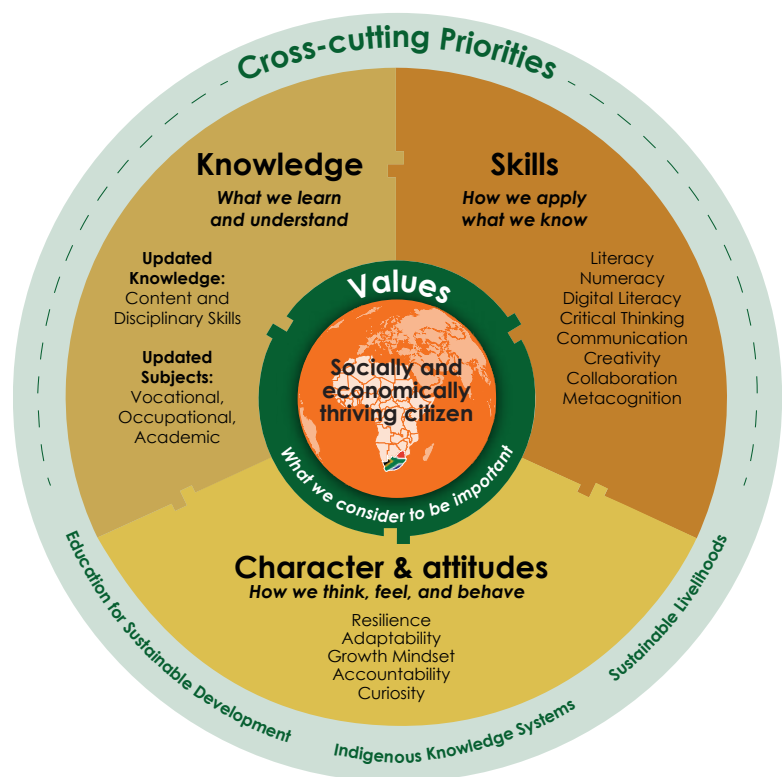 Cross-cutting Priorities
Knowledge
What we learn
and understand
Updated
Knowledge:
Content and
Disciplinary Skills
Updated
Subjects:
Vocational,
Occupational,
Academic
Skills
How we apply
what we know
Literacy
Numeracy
Digital Literacy
Critical Thinking
Communication
Creativity
Collaboration
Metacognition
Values
Socially and
economically
thriving citizen
What we consider to be important
Character & attitudes
How we think, feel, and behave
Resilience
Adaptability
Growth Mindset
Accountability
Curiosity
Education for Sustainable Development
Indigenous Knowledge Systems
Sustainable Livelihoods